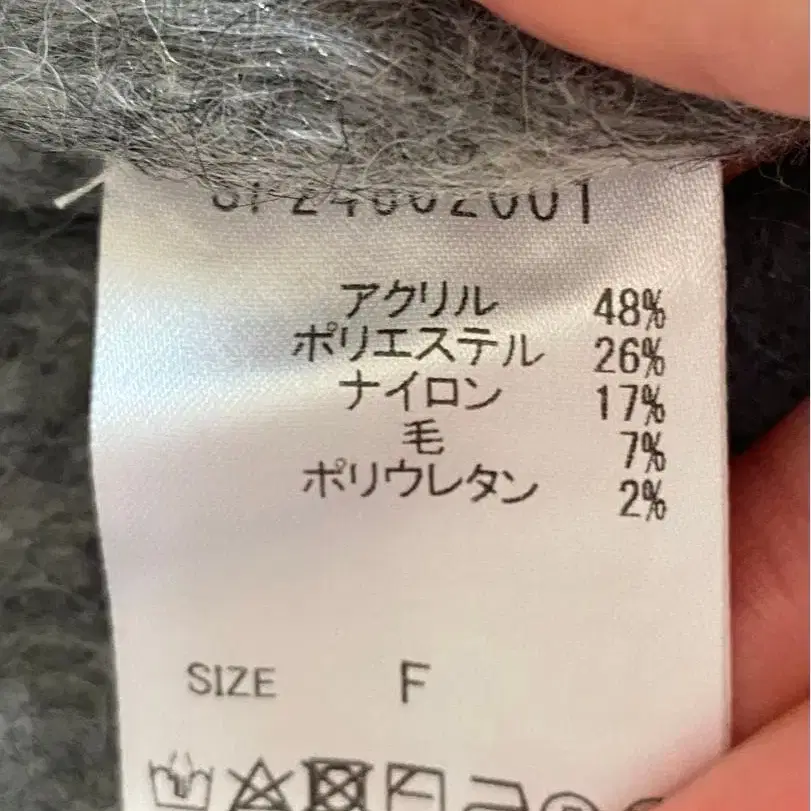 アクリル 48%
ポリエステル 26%
ナイロン 17%
毛 7%
ポリウレタン 2%
SIZE F